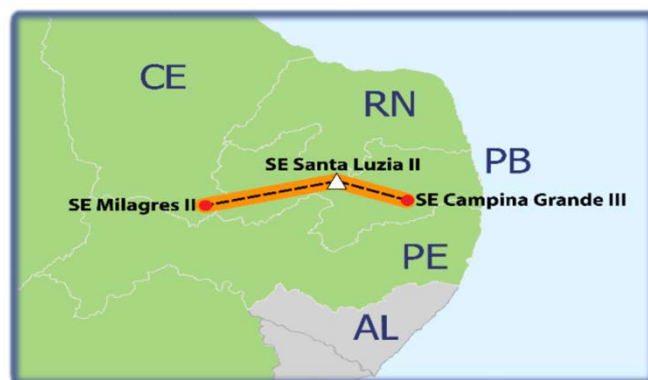 CE
RN
SE Santa Luzia II
PB
SE Milagres II
SE Campina Grande III
PE
AL